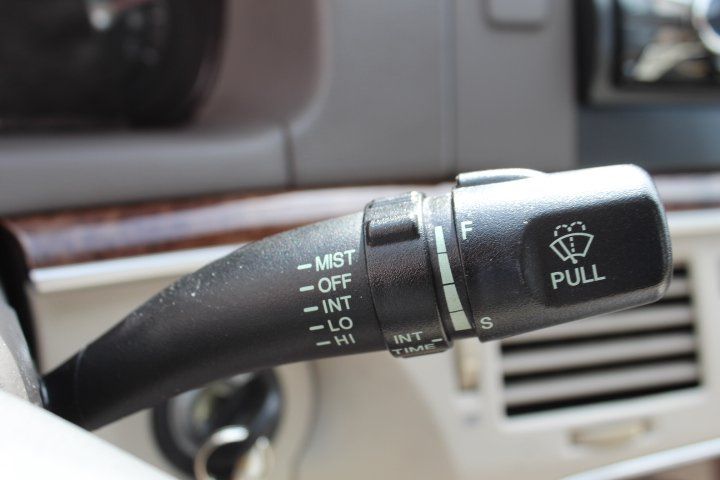 MIST
OFF
INT
LO
HI
INT
TIME
F
S
PULL